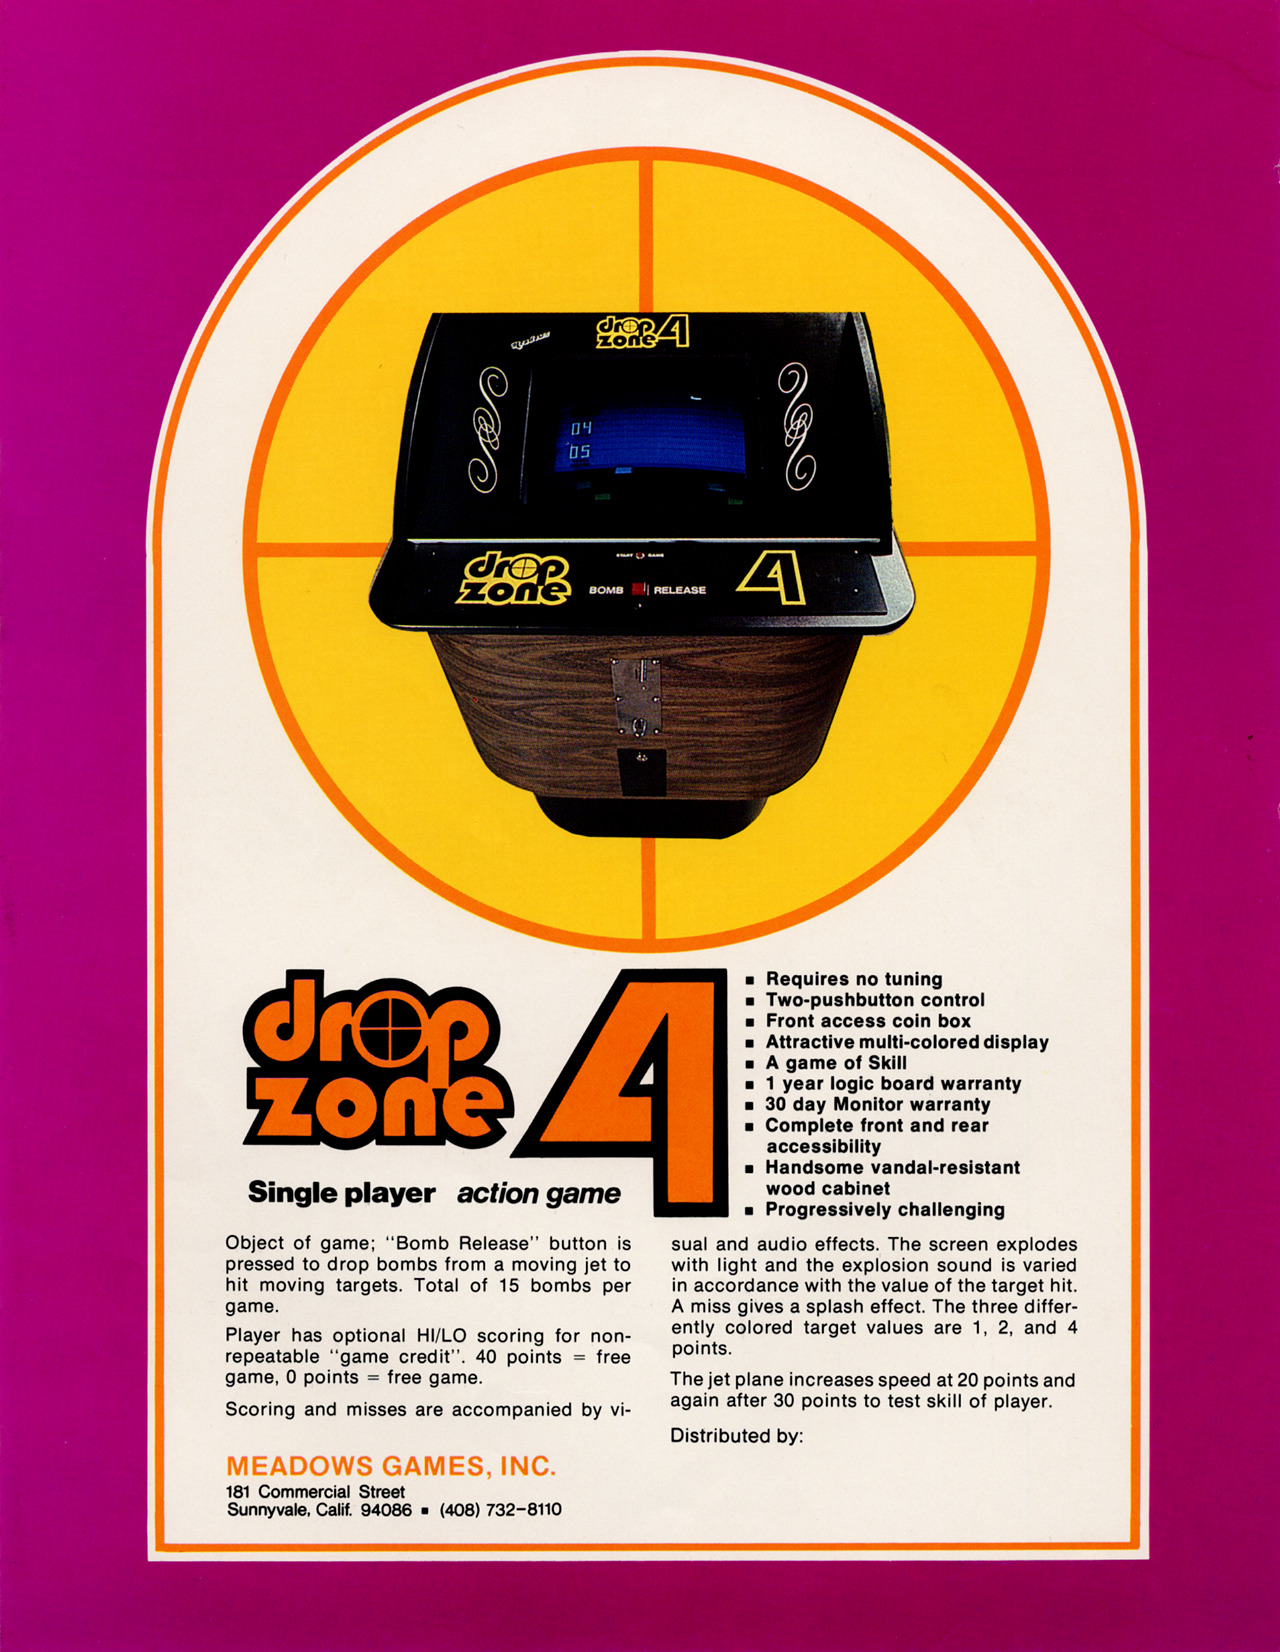 drop
zone 4
04
05
START GAME
drop
zone
BOMB RELEASE
4
drop
zone
4
Single player action game
▪ Requires no tuning
▪ Two-pushbutton control
▪ Front access coin box
▪ Attractive multi-colored display
▪ A game of Skill
▪ 1 year logic board warranty
▪ 30 day Monitor warranty
▪ Complete front and rear
accessibility
▪ Handsome vandal-resistant
wood cabinet
▪ Progressively challenging
Object of game; "Bomb Release" button is
pressed to drop bombs from a moving jet to
hit moving targets. Total of 15 bombs per
game.
Player has optional HI/LO scoring for non-
repeatable "game credit". 40 points = free
game, 0 points = free game.
Scoring and misses are accompanied by vi-
sual and audio effects. The screen explodes
with light and the explosion sound is varied
in accordance with the value of the target hit.
A miss gives a splash effect. The three differ-
ently colored target values are 1, 2, and 4
points.
The jet plane increases speed at 20 points and
again after 30 points to test skill of player.
Distributed by:
MEADOWS GAMES, INC.
181 Commercial Street
Sunnyvale, Calif. 94086 ▪ (408) 732-8110